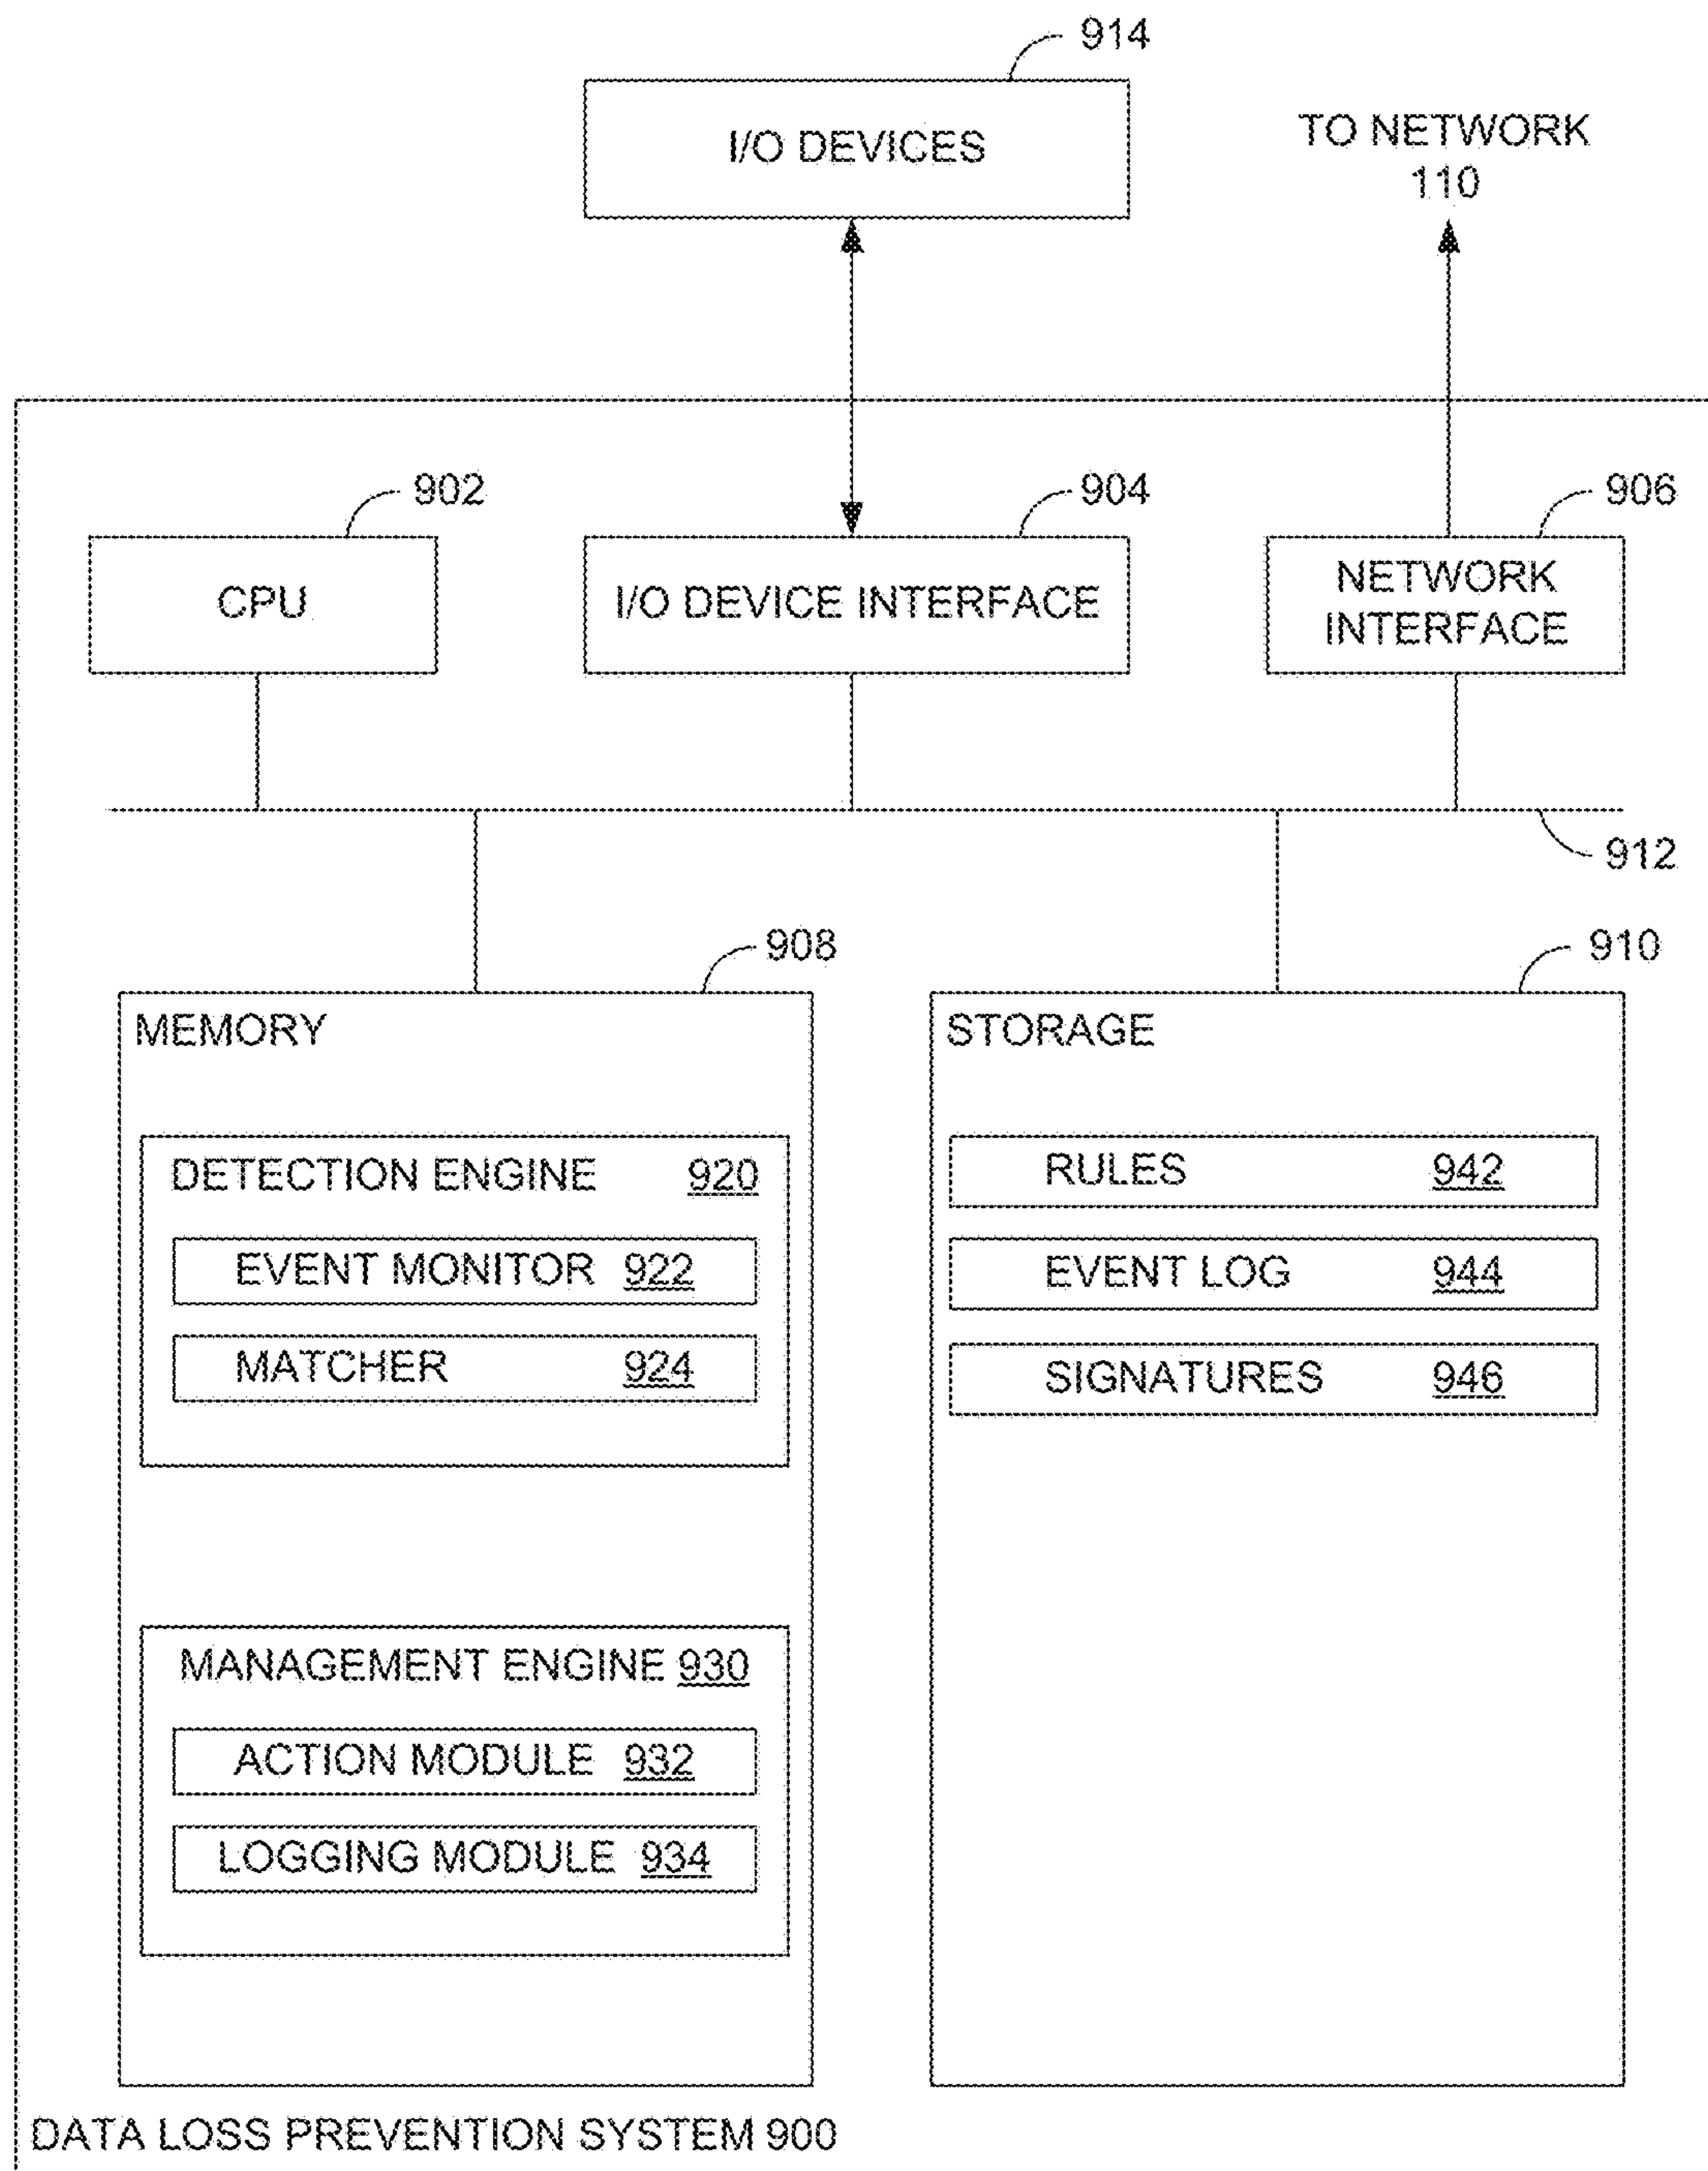 914
I/O DEVICES
TO NETWORK
110
902
904
906
CPU
I/O DEVICE INTERFACE
NETWORK
INTERFACE
912
908
910
MEMORY
STORAGE
DETECTION ENGINE 920
EVENT MONITOR 922
MATCHER 924
RULES 942
EVENT LOG 944
SIGNATURES 946
MANAGEMENT ENGINE 930
ACTION MODULE 932
LOGGING MODULE 934
DATA LOSS PREVENTION SYSTEM 900